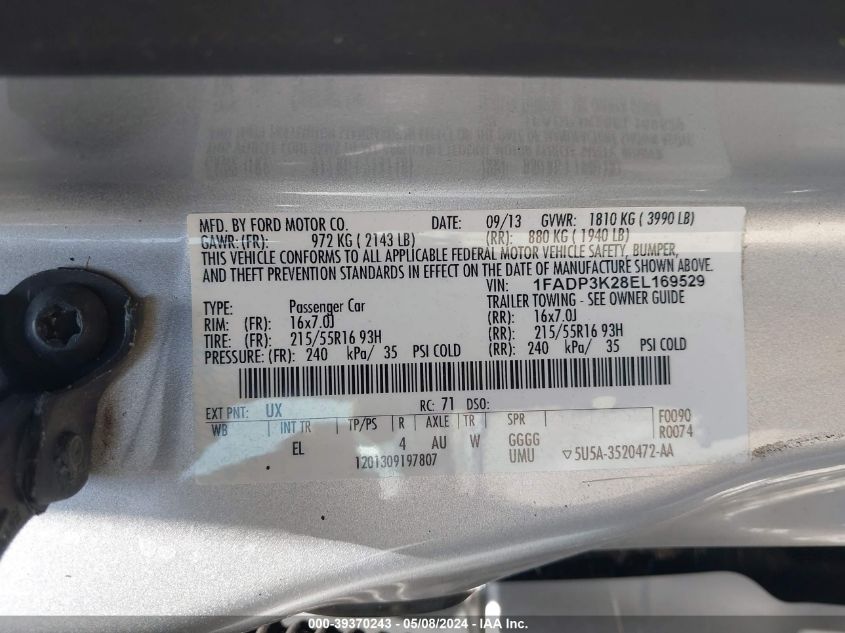 MFD. BY FORD MOTOR CO. DATE: 09/13 GVWR: 1810 KG ( 3990 LB)
GAWR:(FR): 972 KG ( 2143 LB) (RR): 880 KG ( 1940 LB)
THIS VEHICLE CONFORMS TO ALL APPLICABLE FEDERAL MOTOR VEHICLE SAFETY, BUMPER,
AND THEFT PREVENTION STANDARDS IN EFFECT ON THE DATE OF MANUFACTURE SHOWN ABOVE.
VIN: 1FADP3K28EL169529
TYPE: Passenger Car TRAILER TOWING - SEE OWNER GUIDE
RIM: (FR): 16x7.0J (RR): 16x7.0J
TIRE: (FR): 215/55R16 93H (RR): 215/55R16 93H
PRESSURE:(FR): 240 kPa/ 35 PSI COLD (RR): 240 kPa/ 35 PSI COLD
EXT PNT: UX RC: 71 DSO: F0090
WB INT TR TP/PS R AXLE TR SPR R0074
EL 4 AU W GGGG
1201309197807 UMU ▽5U5A-3520472-AA
000-39370243 - 05/08/2024 - IAA Inc.